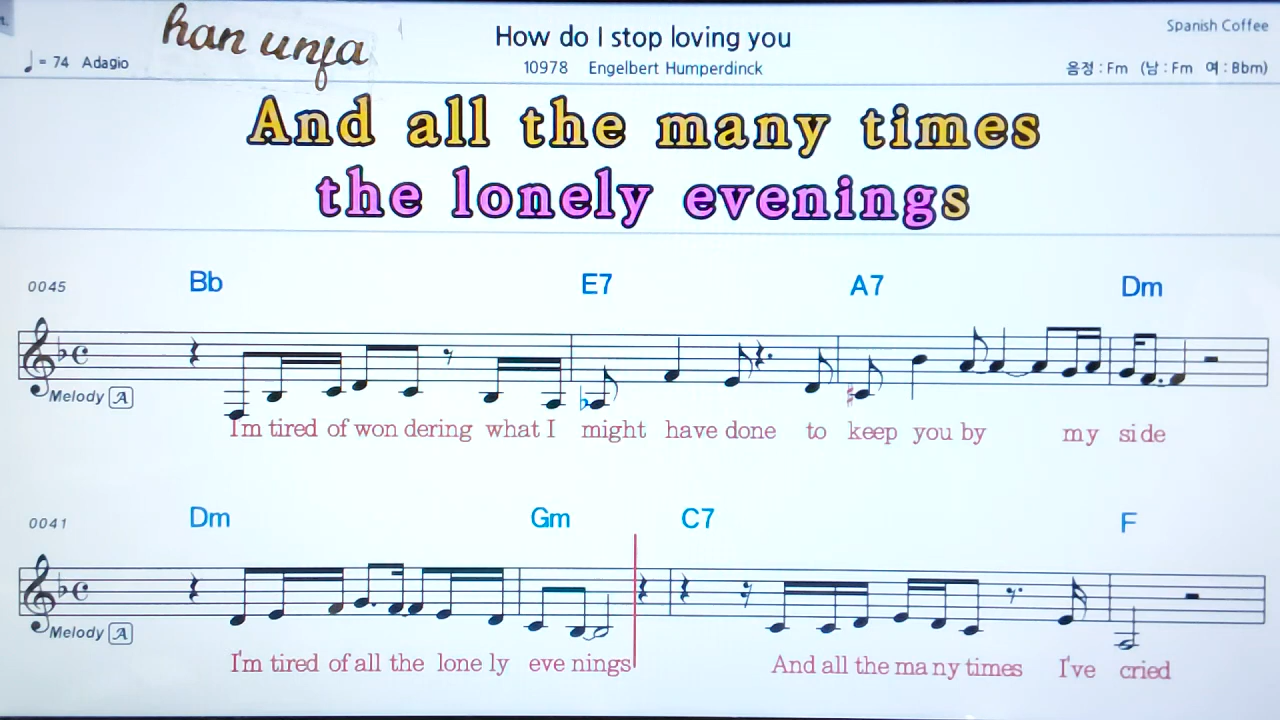 han unja
How do I stop loving you
Spanish Coffee
♩ = 74 Adagio
10978 Engelbert Humperdinck
음정 : Fm (남 : Fm 여 : Bbm)
And all the many times
the lonely evenings
0045 Bb E7 A7 Dm
Melody A
I'm tired of won dering what I might have done to keep you by my side
0041 Dm Gm C7 F
Melody A
I'm tired of all the lone ly eve nings And all the ma ny times I've cried